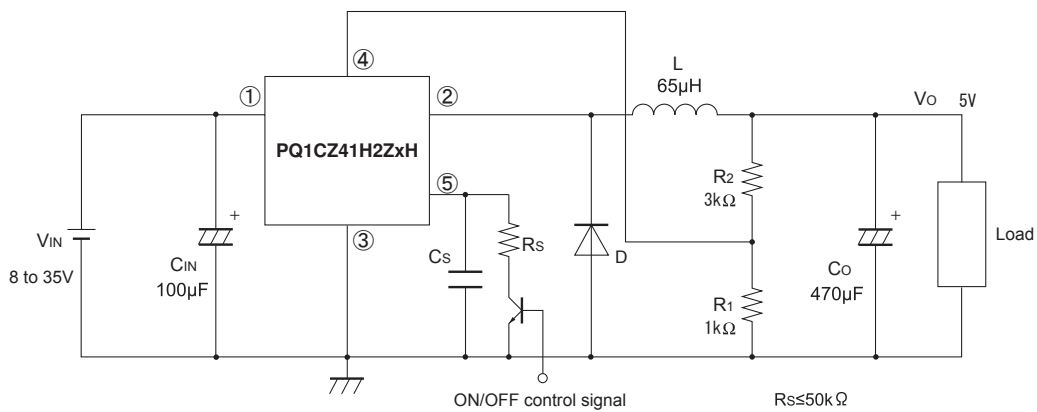 ④
①
②
L
65μH
VO 5V
PQ1CZ41H2ZxH
⑤
R2
3kΩ
③
RS
CS
D
VIN
8 to 35V
+
CIN
100μF
+
CO
470μF
Load
R1
1kΩ
ON/OFF control signal
RS≤50kΩ